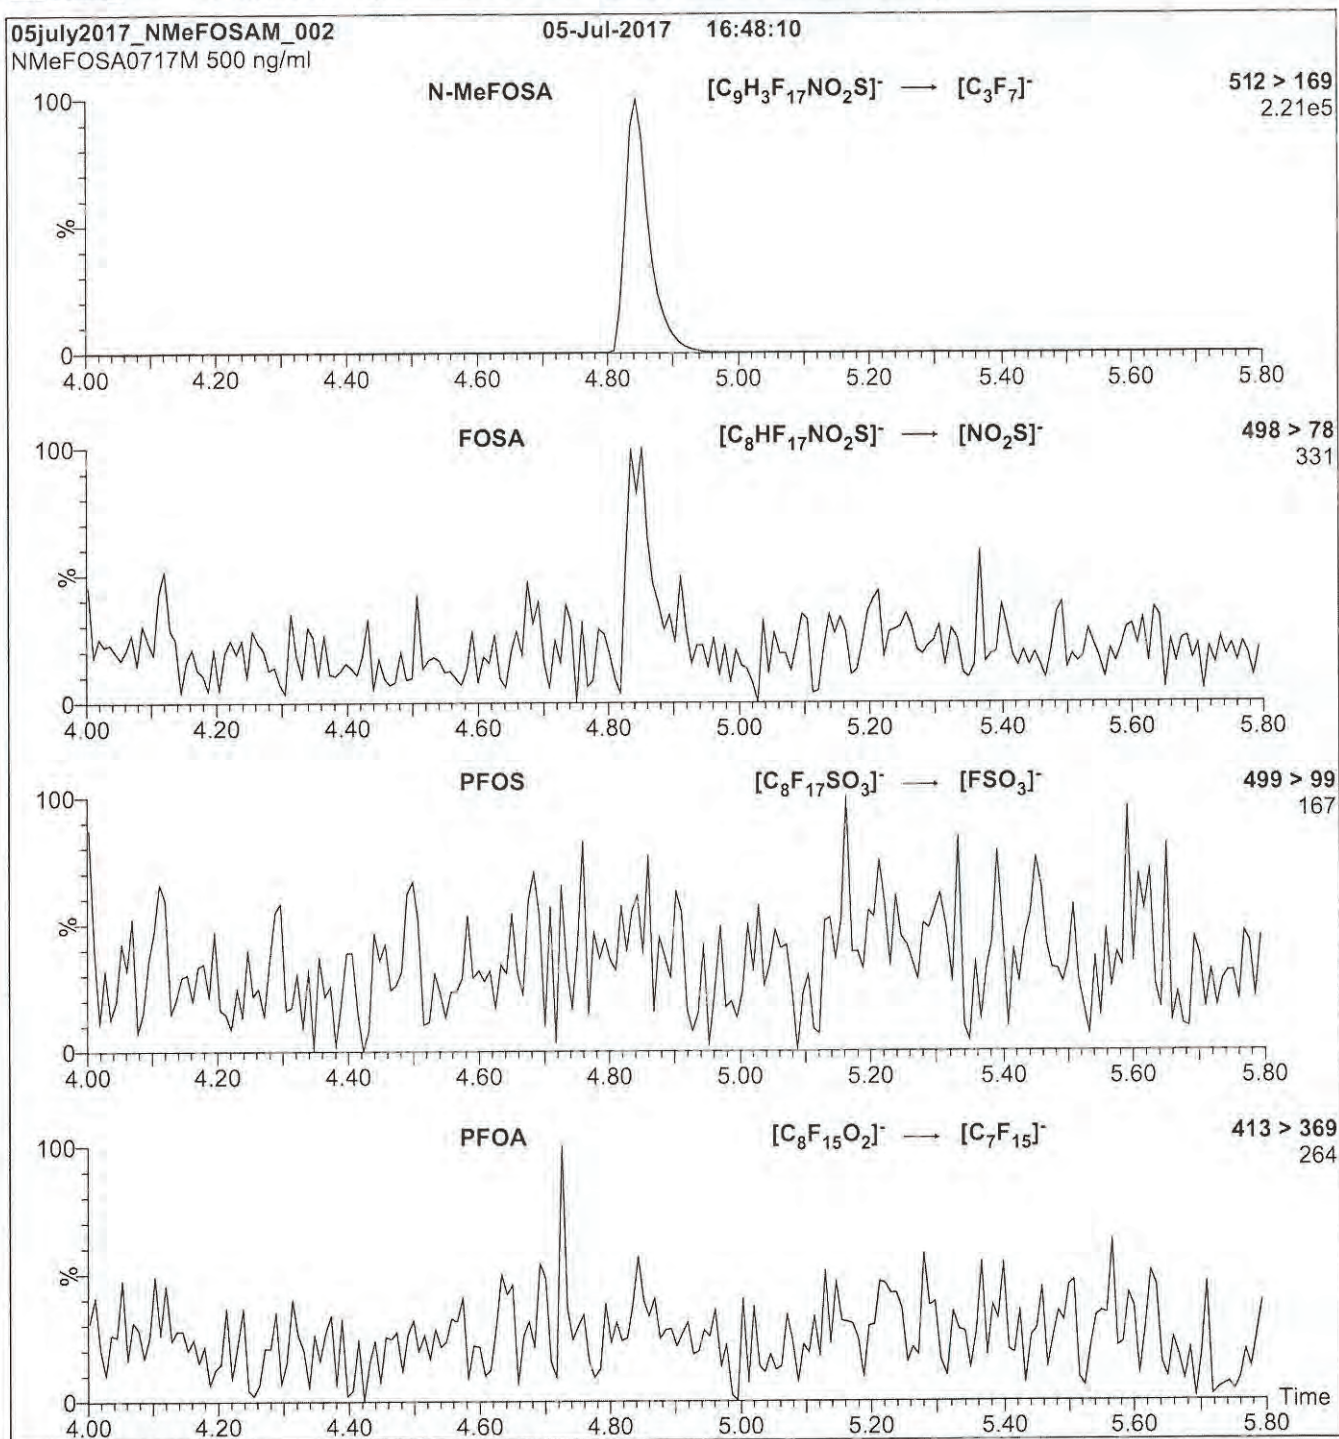 05july2017_NMeFOSAM_002 05-Jul-2017 16:48:10
NMeFOSA0717M 500 ng/ml
N-MeFOSA [C₉H₃F₁₇NO₂S]⁻ → [C₃F₇]⁻ 512 > 169
2.21e5
100
%
0
4.00 4.20 4.40 4.60 4.80 5.00 5.20 5.40 5.60 5.80
FOSA [C₈HF₁₇NO₂S]⁻ → [NO₂S]⁻ 498 > 78
331
100
%
0
4.00 4.20 4.40 4.60 4.80 5.00 5.20 5.40 5.60 5.80
PFOS [C₈F₁₇SO₃]⁻ → [FSO₃]⁻ 499 > 99
167
100
%
0
4.00 4.20 4.40 4.60 4.80 5.00 5.20 5.40 5.60 5.80
PFOA [C₈F₁₅O₂]⁻ → [C₇F₁₅]⁻ 413 > 369
264
100
%
0 Time
4.00 4.20 4.40 4.60 4.80 5.00 5.20 5.40 5.60 5.80